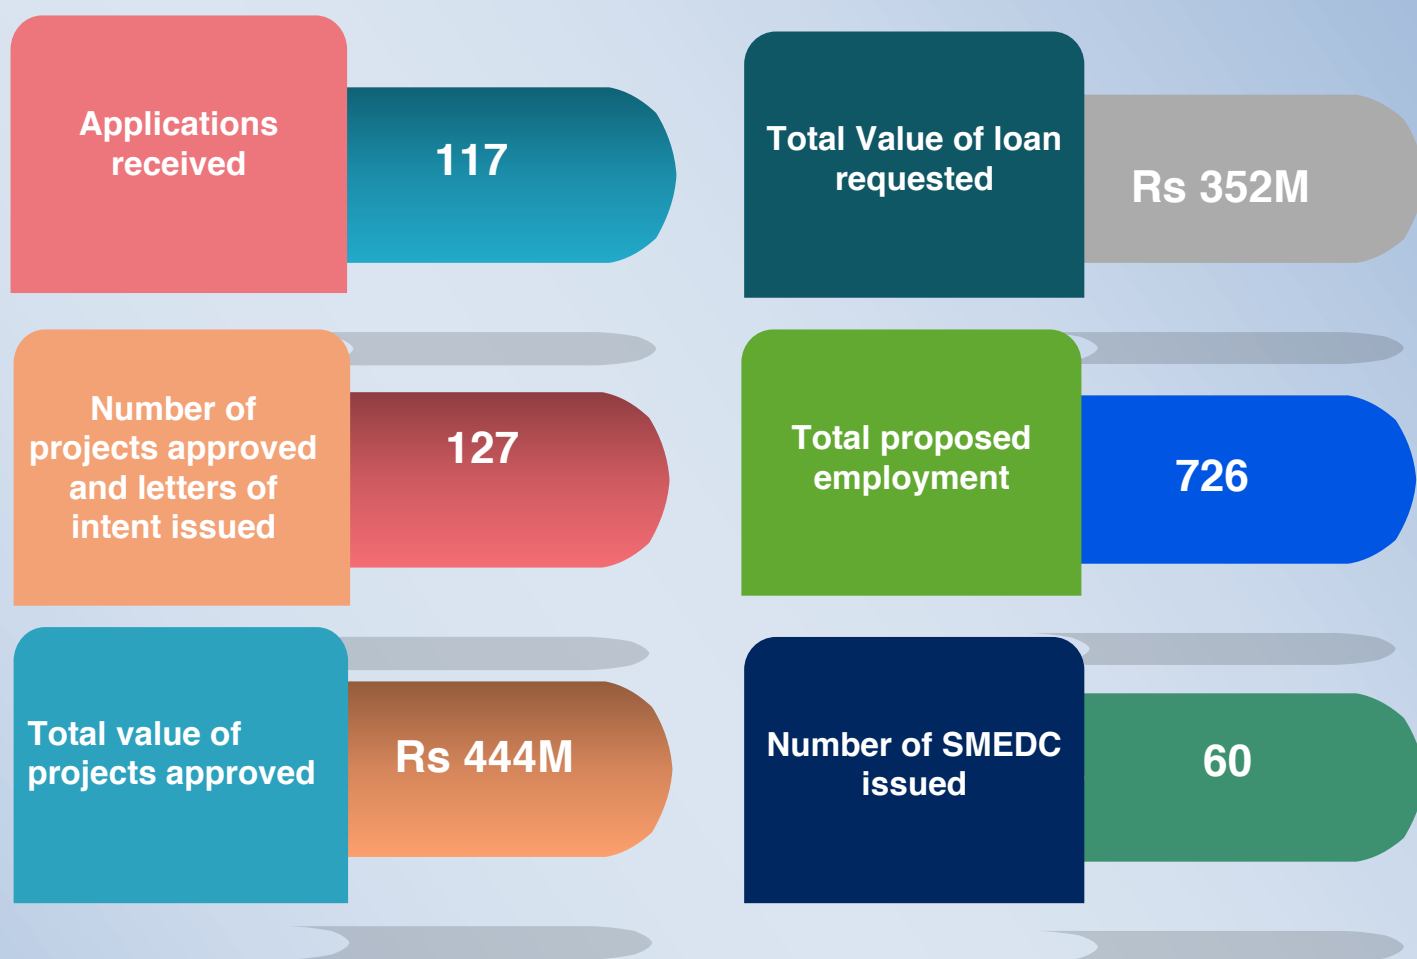 Applications
received
117
Total Value of loan
requested
Rs 352M
Number of
projects approved
and letters of
intent issued
127
Total proposed
employment
726
Total value of
projects approved
Rs 444M
Number of SMEDC
issued
60